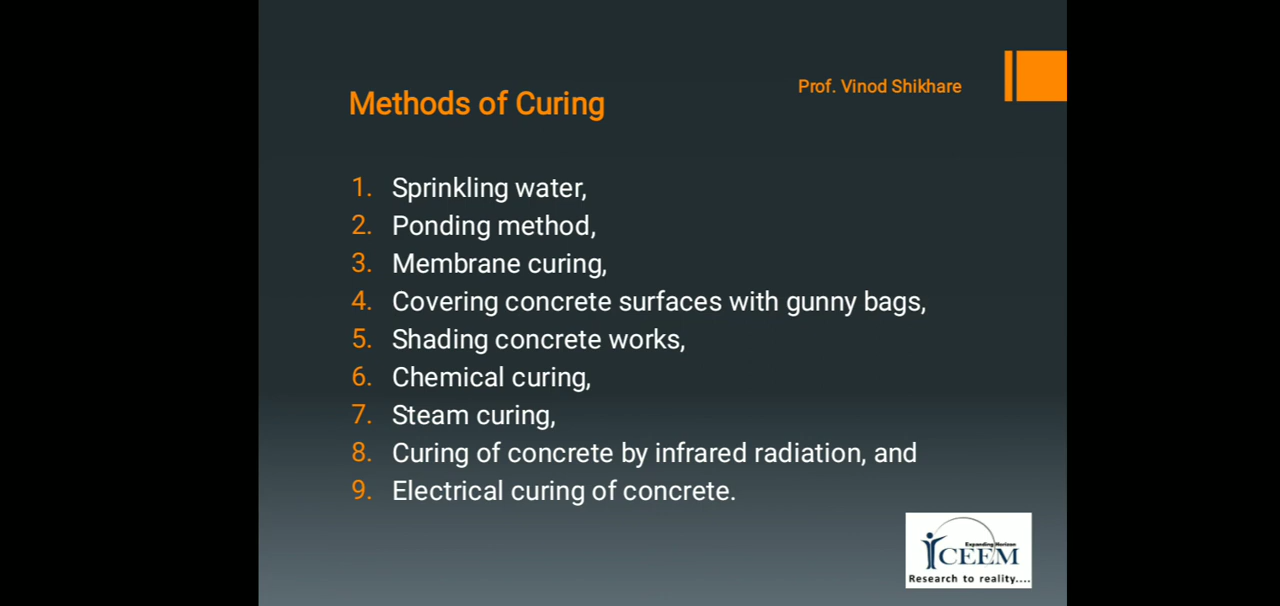 Prof. Vinod Shikhare
Methods of Curing
1. Sprinkling water,
2. Ponding method,
3. Membrane curing,
4. Covering concrete surfaces with gunny bags,
5. Shading concrete works,
6. Chemical curing,
7. Steam curing,
8. Curing of concrete by infrared radiation, and
9. Electrical curing of concrete.
Expanding Horizon
ICEEM
Research to reality....